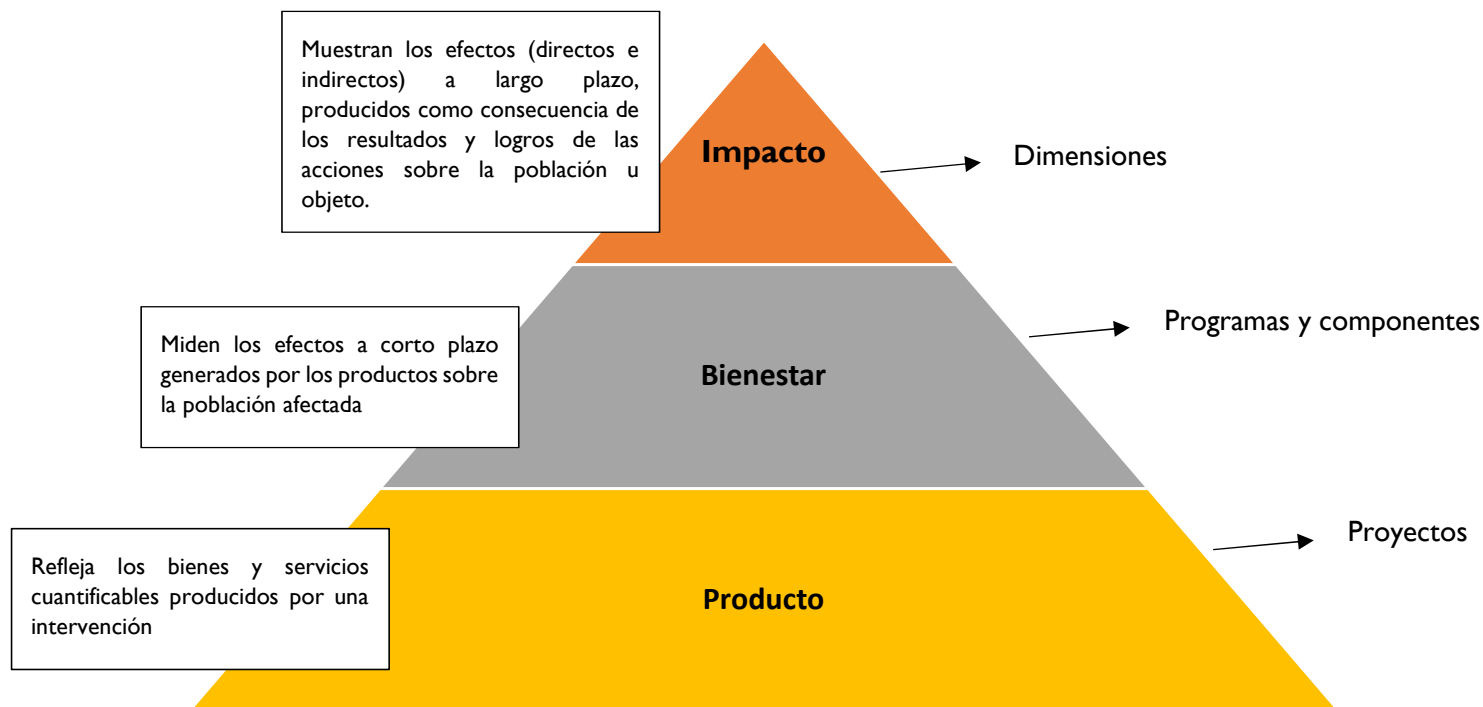 Muestran los efectos (directos e
indirectos) a largo plazo,
producidos como consecuencia de
los resultados y logros de las
acciones sobre la población u
objeto.
Impacto
Dimensiones
Miden los efectos a corto plazo
generados por los productos sobre
la población afectada
Bienestar
Programas y componentes
Refleja los bienes y servicios
cuantificables producidos por una
intervención
Producto
Proyectos